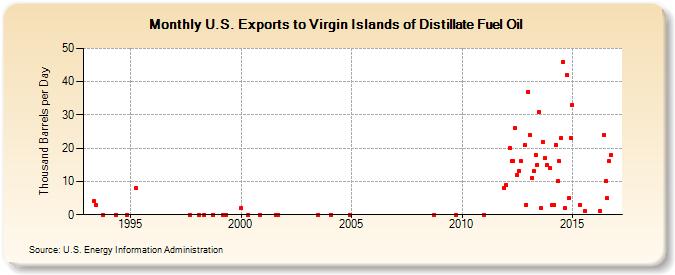 Monthly U.S. Exports to Virgin Islands of Distillate Fuel Oil
Thousand Barrels per Day
50
40
30
20
10
0
1995 2000 2005 2010 2015
Source: U.S. Energy Information Administration